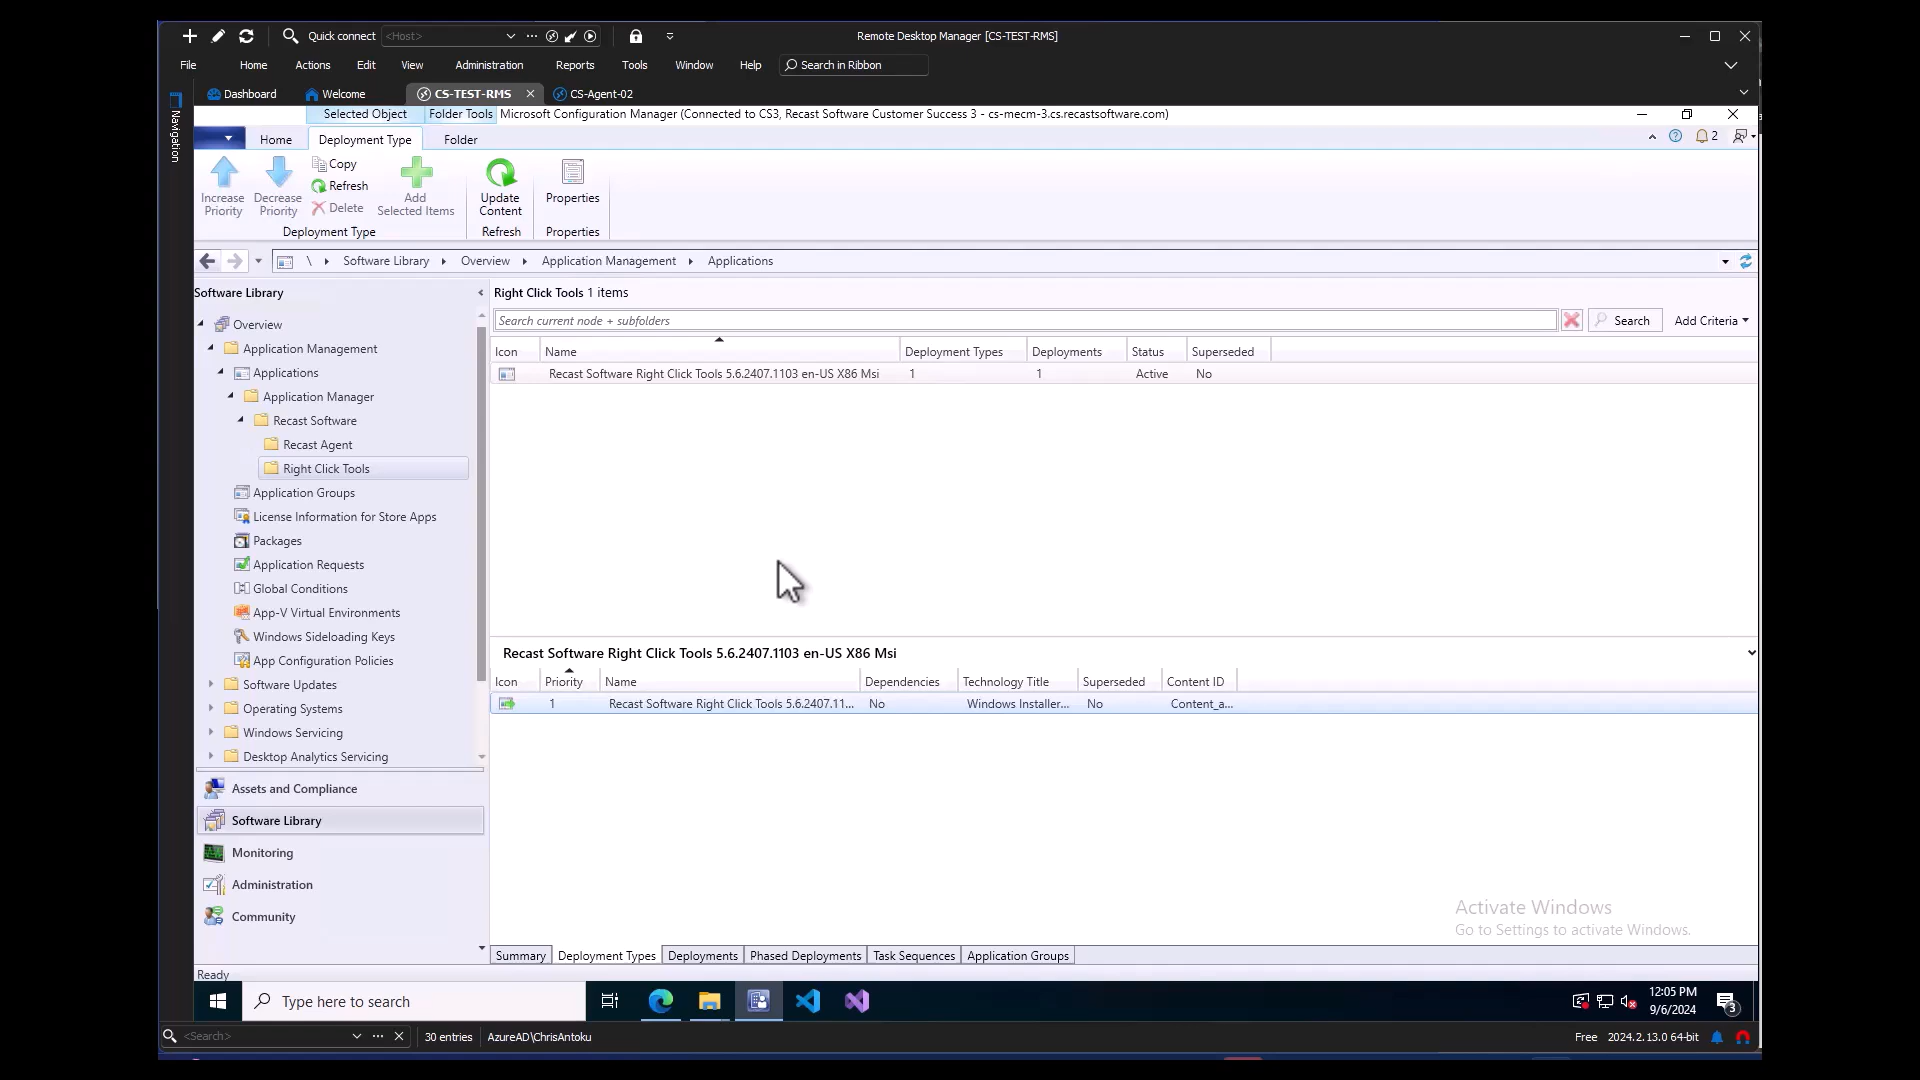 Quick connect
<Host>
Remote Desktop Manager [CS-TEST-RMS]
File Home Actions Edit View Administration Reports Tools Window Help Search in Ribbon
Navigation
Dashboard Welcome CS-TEST-RMS CS-Agent-02
Selected Object Folder Tools Microsoft Configuration Manager (Connected to CS3, Recast Software Customer Success 3 - cs-mecm-3.cs.recastsoftware.com)
Home Deployment Type Folder
2
Increase Priority
Decrease Priority
Copy
Refresh
Delete
Add Selected Items
Update Content
Properties
Deployment Type Refresh Properties
\ Software Library Overview Application Management Applications
Software Library
Overview
Application Management
Applications
Application Manager
Recast Software
Recast Agent
Right Click Tools
Application Groups
License Information for Store Apps
Packages
Application Requests
Global Conditions
App-V Virtual Environments
Windows Sideloading Keys
App Configuration Policies
Software Updates
Operating Systems
Windows Servicing
Desktop Analytics Servicing
Assets and Compliance
Software Library
Monitoring
Administration
Community
Right Click Tools 1 items
Search current node + subfolders
Search Add Criteria
Icon Name Deployment Types Deployments Status Superseded
Recast Software Right Click Tools 5.6.2407.1103 en-US X86 Msi 1 1 Active No
Recast Software Right Click Tools 5.6.2407.1103 en-US X86 Msi
Icon Priority Name Dependencies Technology Title Superseded Content ID
1 Recast Software Right Click Tools 5.6.2407.11... No Windows Installer... No Content_a...
Activate Windows
Go to Settings to activate Windows.
Summary Deployment Types Deployments Phased Deployments Task Sequences Application Groups
Ready
Type here to search
12:05 PM
9/6/2024
3
<Search> 30 entries AzureAD\ChrisAntoku Free 2024.2.13.0 64-bit